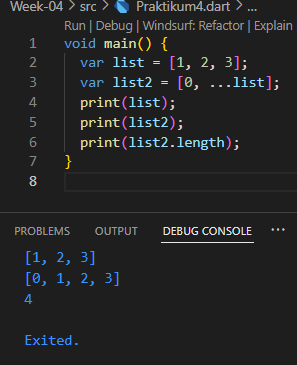 Week-04 > src > Praktikum4.dart > ...
Run | Debug | Windsurf: Refactor | Explain
1 void main() {
2 var list = [1, 2, 3];
3 var list2 = [0, ...list];
4 print(list);
5 print(list2);
6 print(list2.length);
7 }
8
PROBLEMS OUTPUT DEBUG CONSOLE ...
[1, 2, 3]
[0, 1, 2, 3]
4
Exited.